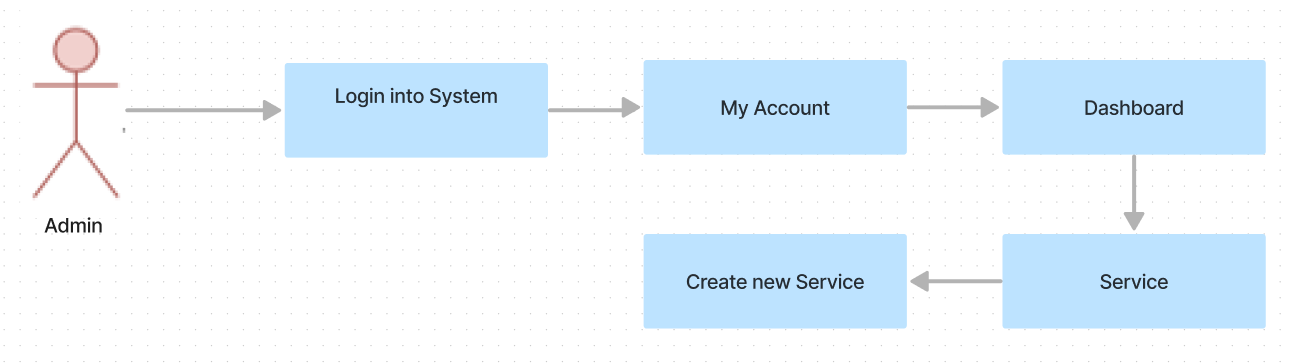 Login into System
My Account
Dashboard
Admin
Create new Service
Service